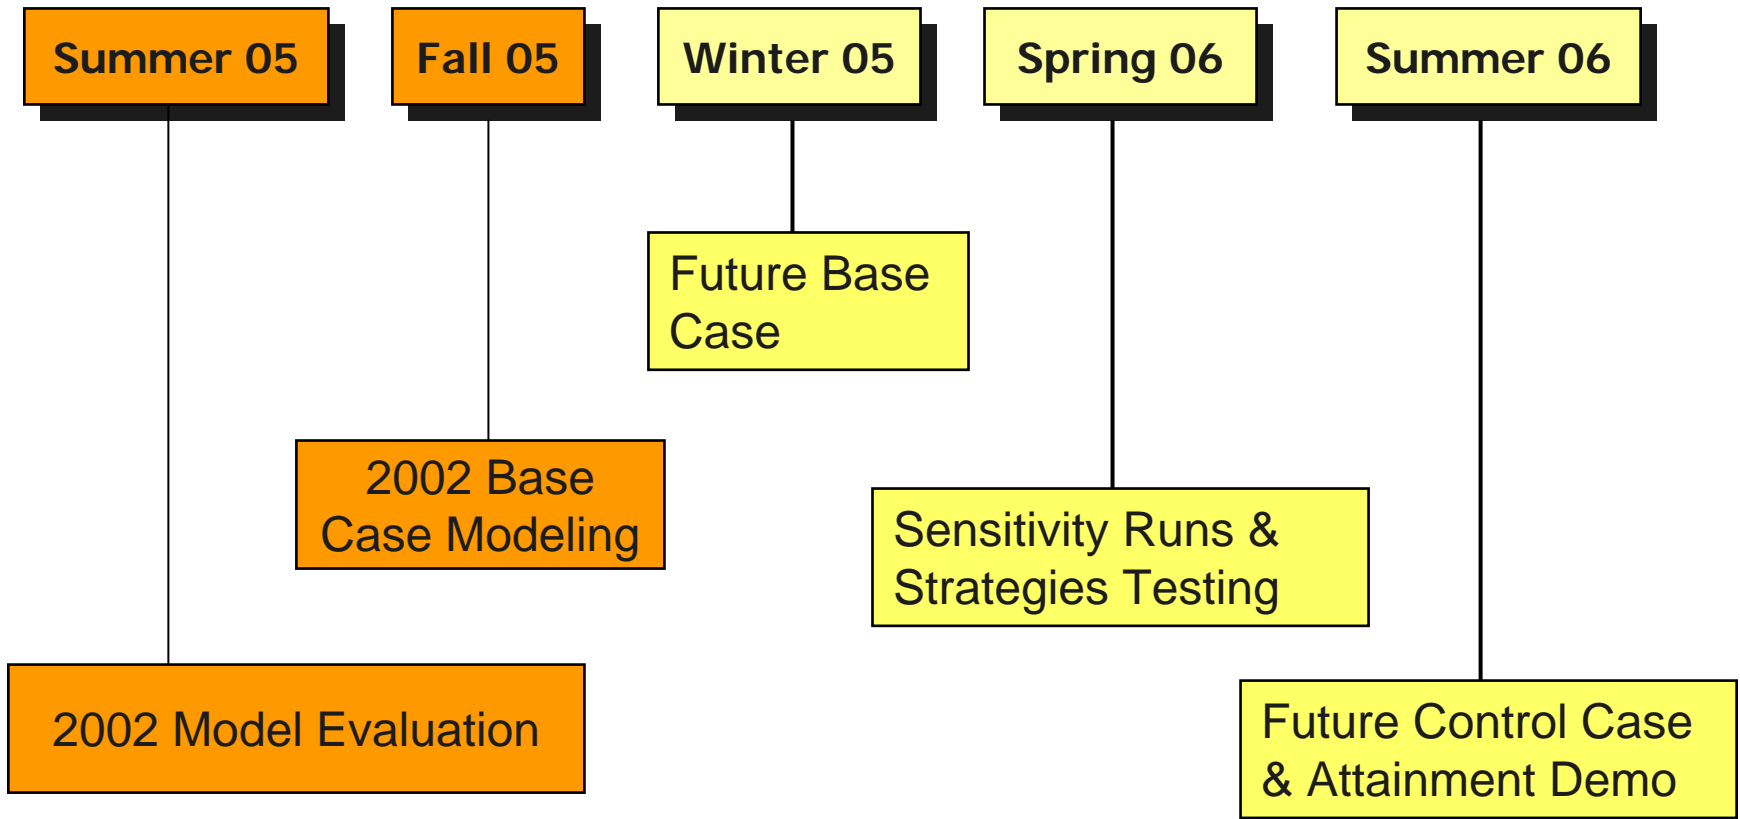 Summer 05
Fall 05
Winter 05
Spring 06
Summer 06
Future Base
Case
2002 Base
Case Modeling
Sensitivity Runs &
Strategies Testing
2002 Model Evaluation
Future Control Case
& Attainment Demo